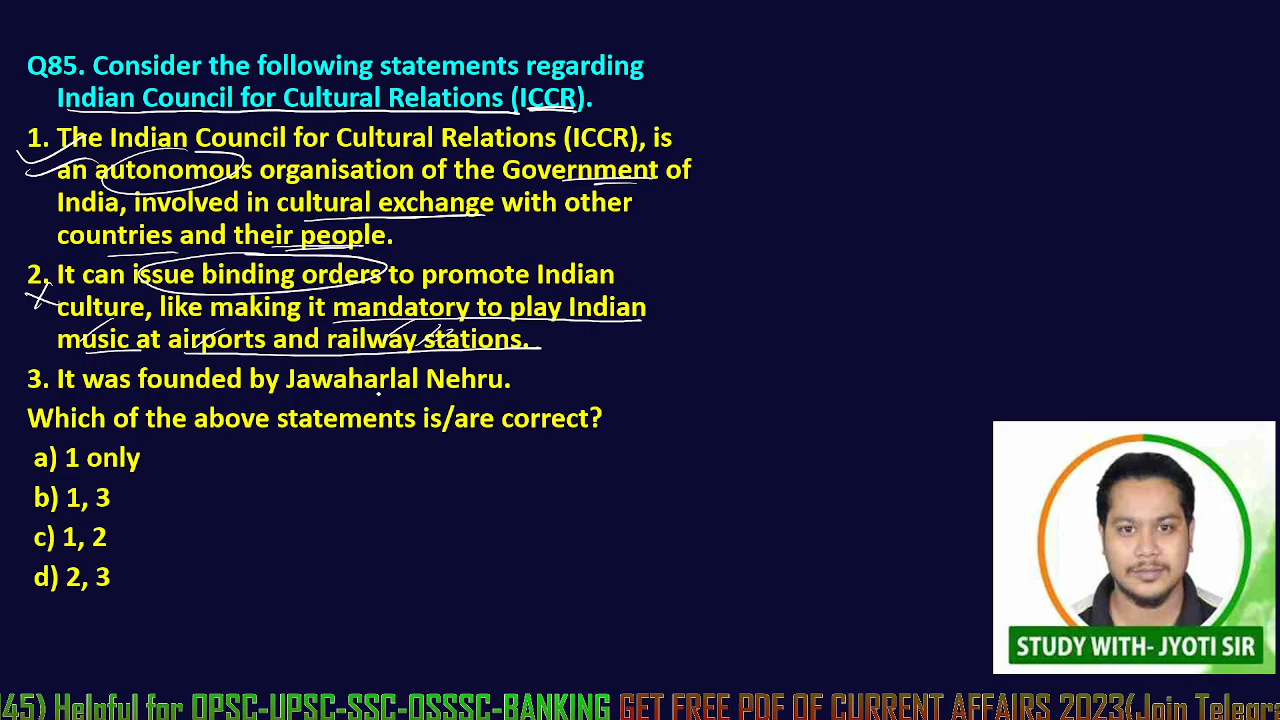 Q85. Consider the following statements regarding
Indian Council for Cultural Relations (ICCR).
1. The Indian Council for Cultural Relations (ICCR), is
an autonomous organisation of the Government of
India, involved in cultural exchange with other
countries and their people.
2. It can issue binding orders to promote Indian
culture, like making it mandatory to play Indian
music at airports and railway stations.
3. It was founded by Jawaharlal Nehru.
Which of the above statements is/are correct?
a) 1 only
b) 1, 3
c) 1, 2
d) 2, 3
STUDY WITH- JYOTI SIR
45) Helpful for OPSC-UPSC-SSC-OSSSC-BANKING GET FREE PDF OF CURRENT AFFAIRS 2023(Join